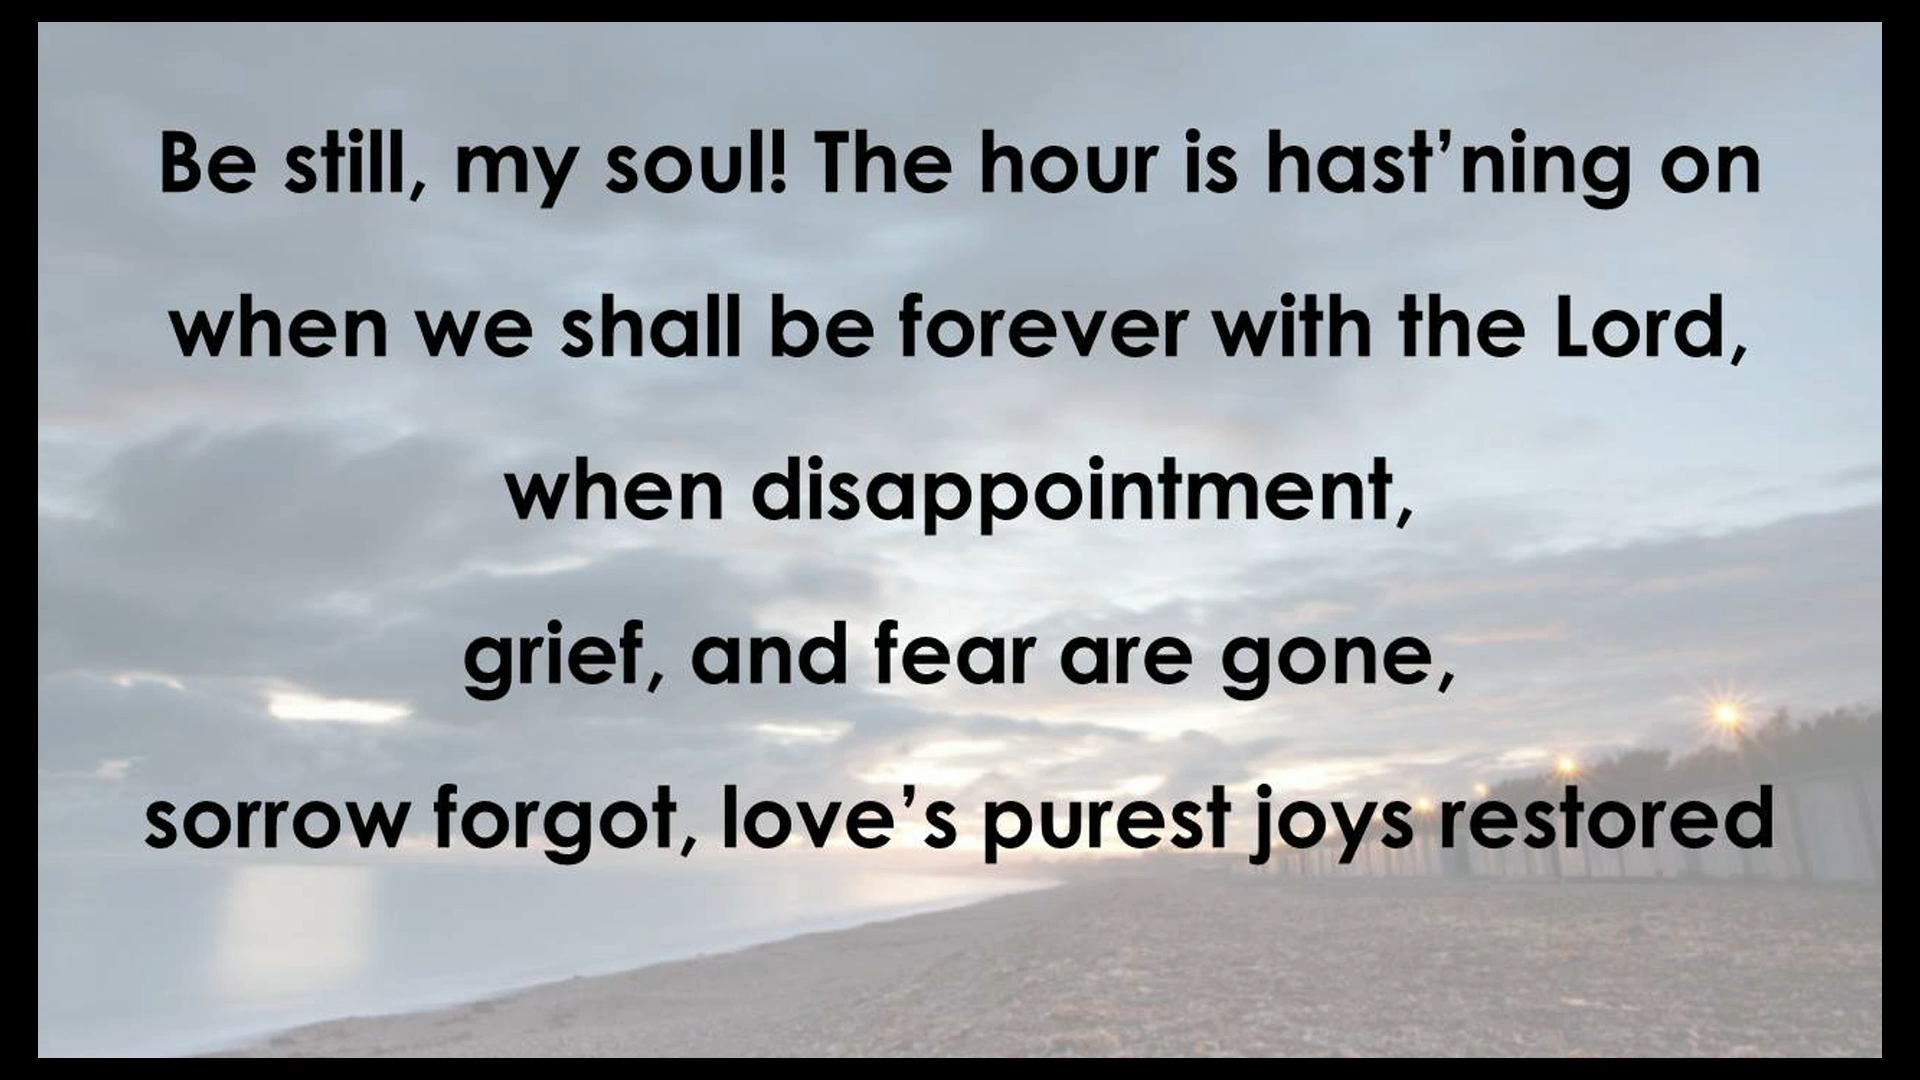 Be still, my soul! The hour is hast’ning on
when we shall be forever with the Lord,
when disappointment,
grief, and fear are gone,
sorrow forgot, love’s purest joys restored